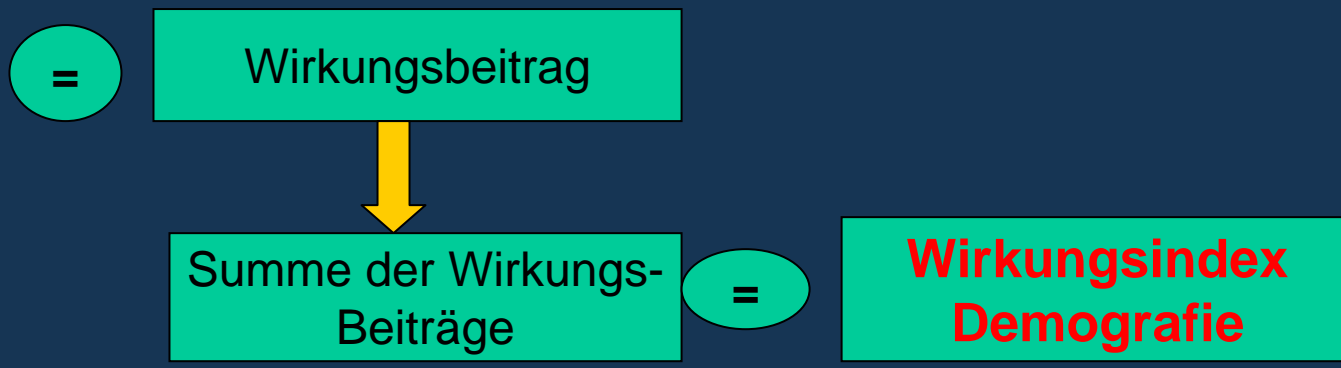 =
Wirkungsbeitrag
Summe der Wirkungs-
Beiträge
=
Wirkungsindex
Demografie